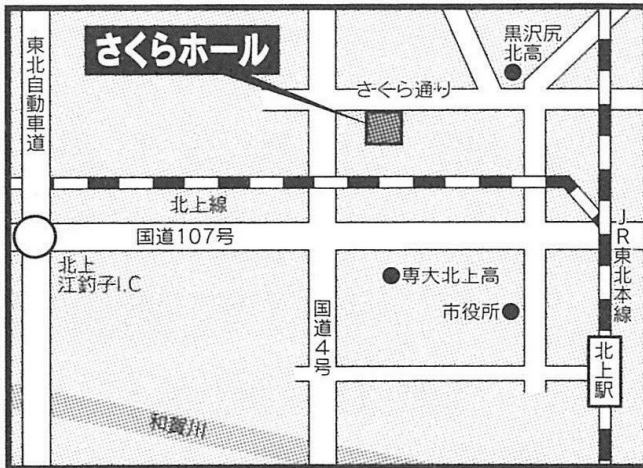 東北自動車道
さくらホール
黒沢尻
北高
さくら通り
北上線
国道107号
JR東北本線
北上
江釣子I.C
専大北上高
市役所
国道4号
北上駅
和賀川